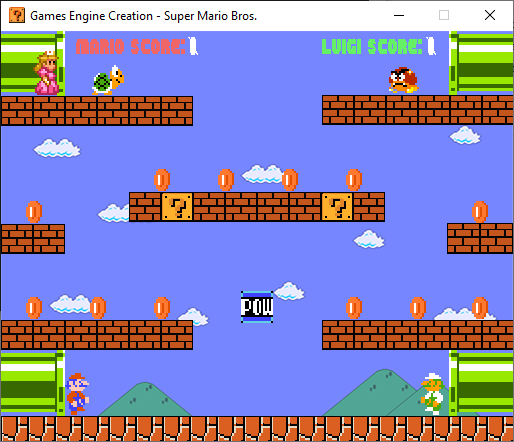 Games Engine Creation - Super Mario Bros.
MARIO SCORE:
LUIGI SCORE:
? ?
POW